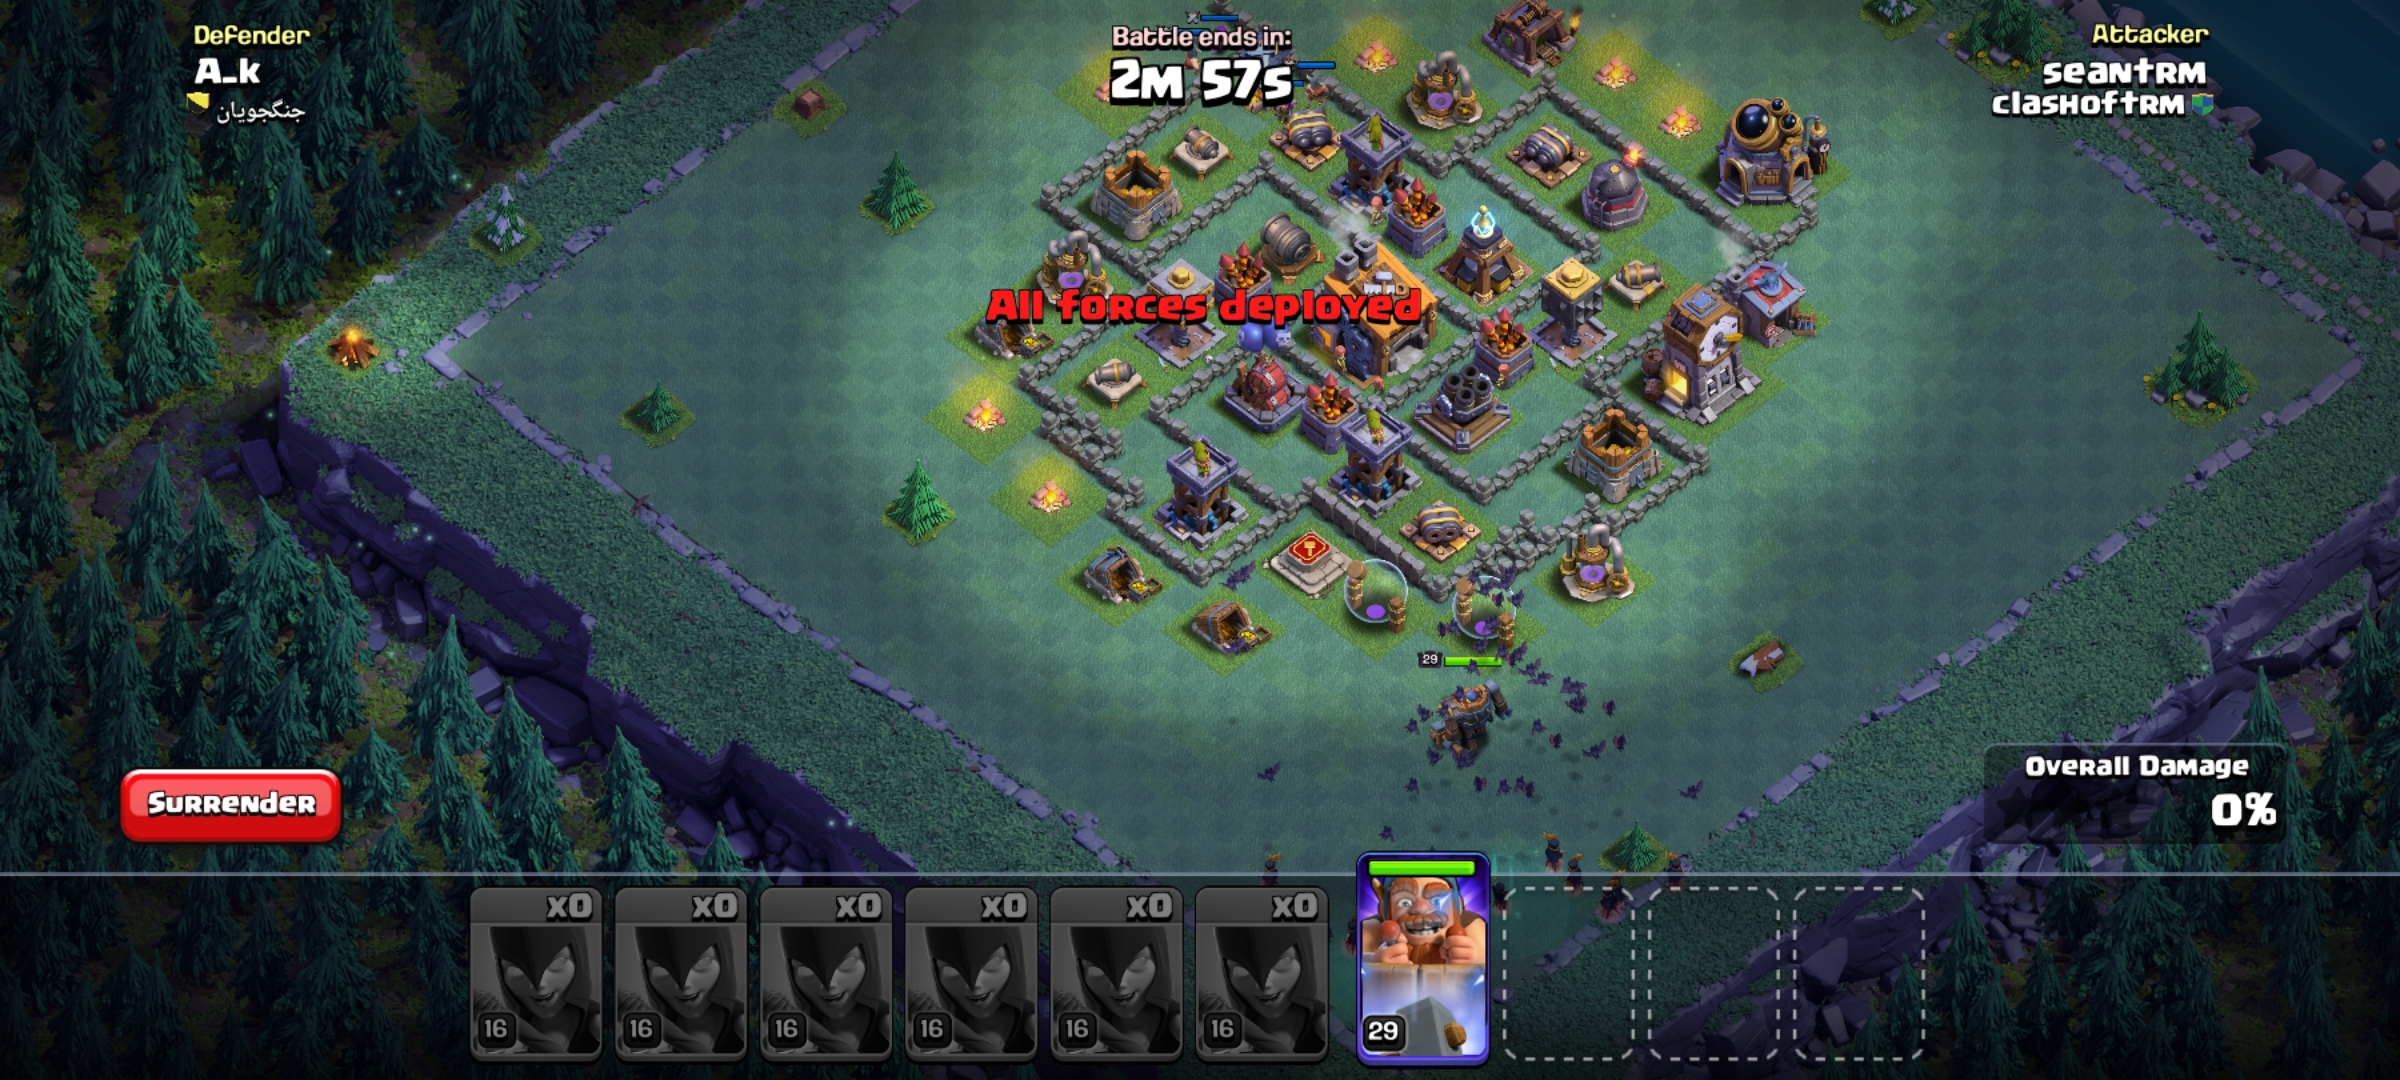 Defender
A_k
جنگجویان
Battle ends in:
2M 57s
Attacker
seantRM
clashoftRM
All forces deployed
29
Surrender
Overall Damage
0%
x0
x0
x0
x0
x0
x0
16
16
16
16
16
16
29